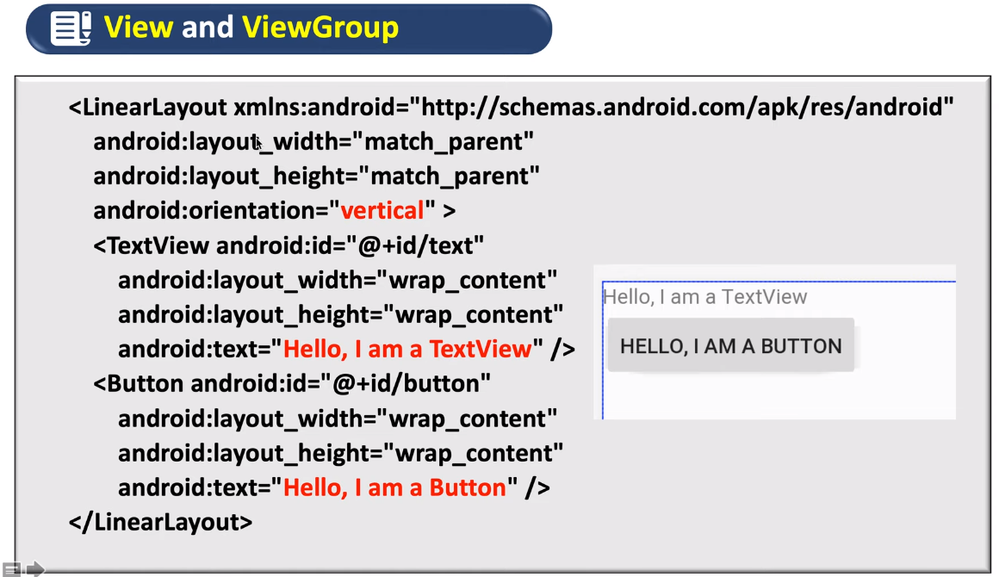 View and ViewGroup
<LinearLayout xmlns:android="http://schemas.android.com/apk/res/android"
android:layout_width="match_parent"
android:layout_height="match_parent"
android:orientation="vertical" >
<TextView android:id="@+id/text"
android:layout_width="wrap_content"
android:layout_height="wrap_content"
android:text="Hello, I am a TextView" />
<Button android:id="@+id/button"
android:layout_width="wrap_content"
android:layout_height="wrap_content"
android:text="Hello, I am a Button" />
</LinearLayout>
Hello, I am a TextView
HELLO, I AM A BUTTON